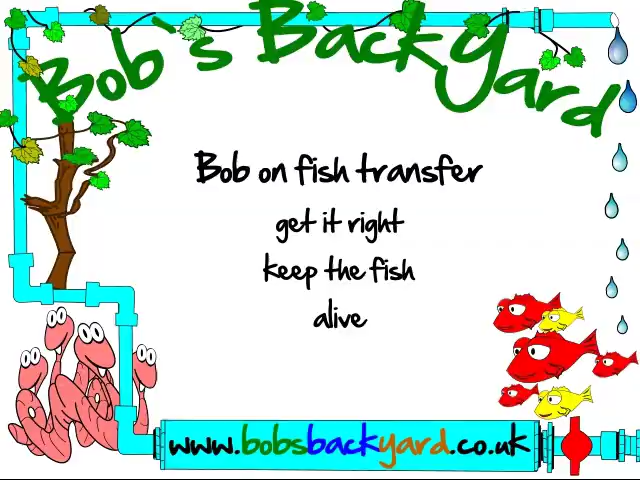 Bob's BackYard
Bob on fish transfer
get it right
keep the fish
alive
www.bobsbackyard.co.uk